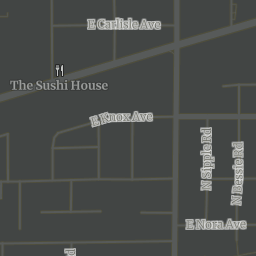 E Carlisle Ave
The Sushi House
E Knox Ave
N Sipple Rd
N Bessie Rd
E Nora Ave